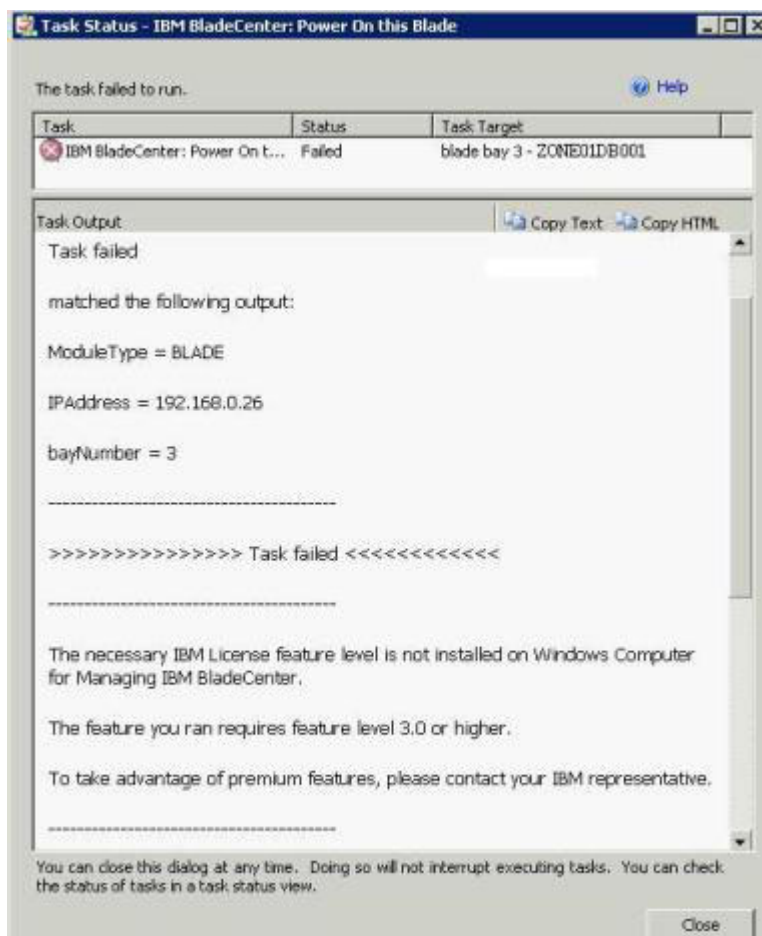 Task Status - IBM BladeCenter: Power On this Blade
The task failed to run.
Help
Task Status Task Target
IBM BladeCenter: Power On t... Failed blade bay 3 - ZONE01DB001
Task Output Copy Text Copy HTML
Task failed
matched the following output:
ModuleType = BLADE
IPAddress = 192.168.0.26
bayNumber = 3
----------------------------------------
>>>>>>>>>>>>>>> Task failed <<<<<<<<<<<<
----------------------------------------
The necessary IBM License feature level is not installed on Windows Computer
for Managing IBM BladeCenter.
The feature you ran requires feature level 3.0 or higher.
To take advantage of premium features, please contact your IBM representative.
----------------------------------------
You can close this dialog at any time. Doing so will not interrupt executing tasks. You can check
the status of tasks in a task status view.
Close